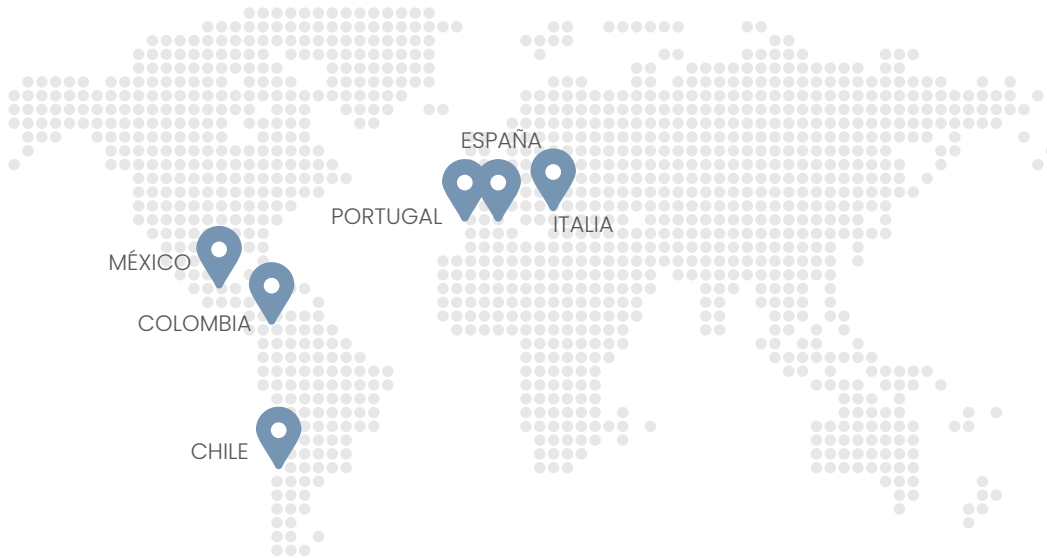 ESPAÑA
PORTUGAL
ITALIA
MÉXICO
COLOMBIA
CHILE